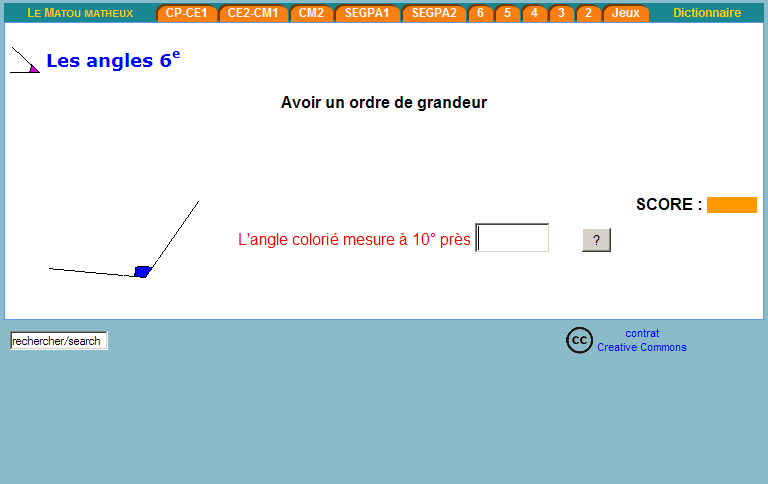 LE MATOU MATHEUX CP-CE1 CE2-CM1 CM2 SEGPA1 SEGPA2 6 5 4 3 2 Jeux Dictionnaire
Les angles 6e
Avoir un ordre de grandeur
SCORE :
L'angle colorié mesure à 10° près ?
rechercher/search
cc contrat
Creative Commons